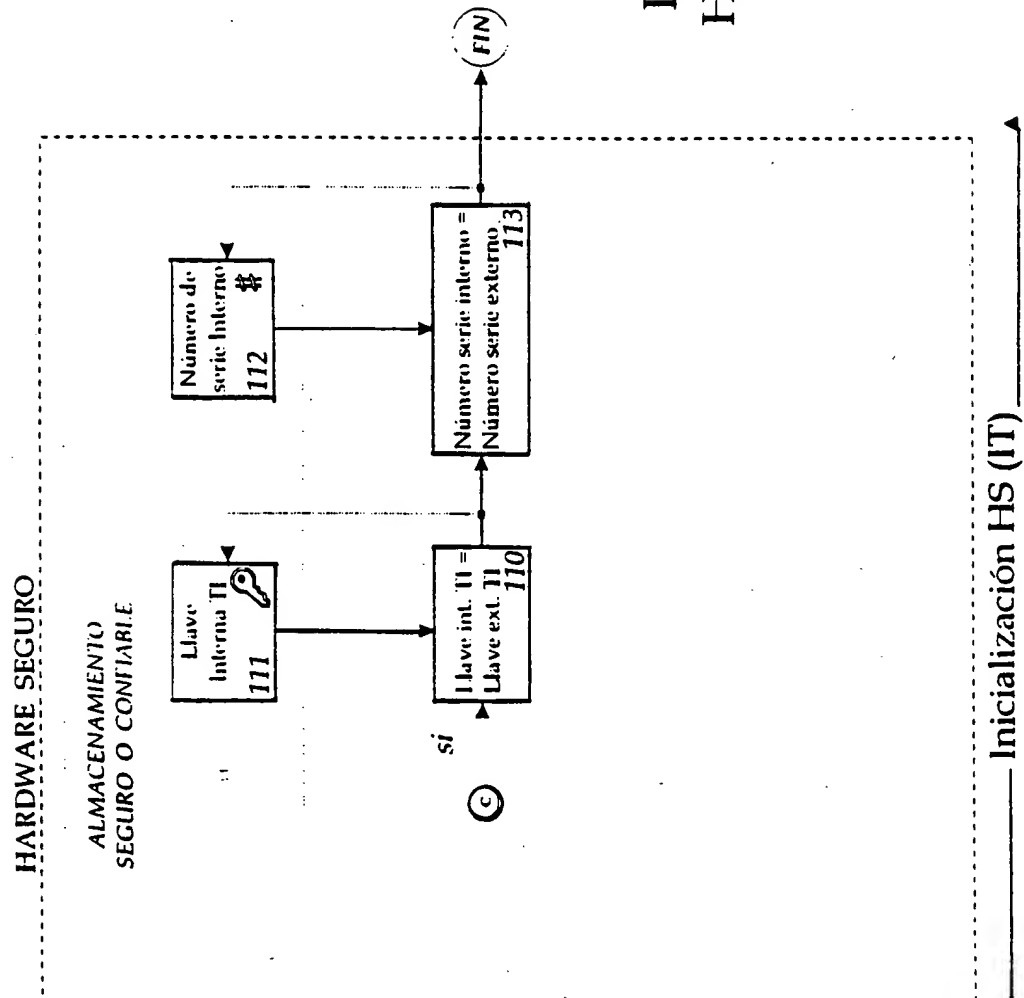 HARDWARE SEGURO
ALMACENAMIENTO
SEGURO O CONFIABLE
Llave
Interna TI
111
Número de
serie Interno
112 #
C
si
Llave int. TI =
Llave ext. TI
110
Número serie interno =
Número serie externo
113
FIN
Inicialización HS (IT)